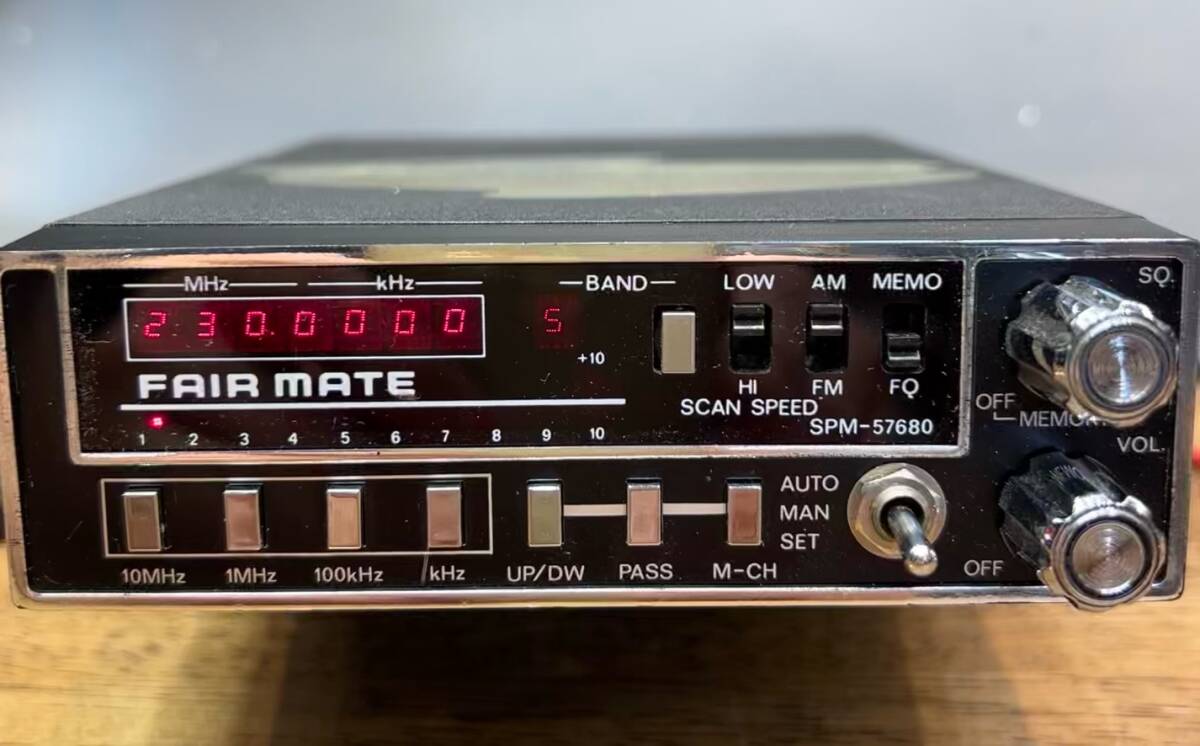 MHz kHz BAND LOW AM MEMO SQ.
230.0000 5
+10
FAIR MATE HI FM FQ
OFF
SCAN SPEED
MEMORY
SPM-57680
1 2 3 4 5 6 7 8 9 10
VOL.
AUTO
MAN
SET
10MHz 1MHz 100kHz kHz UP/DW PASS M-CH OFF